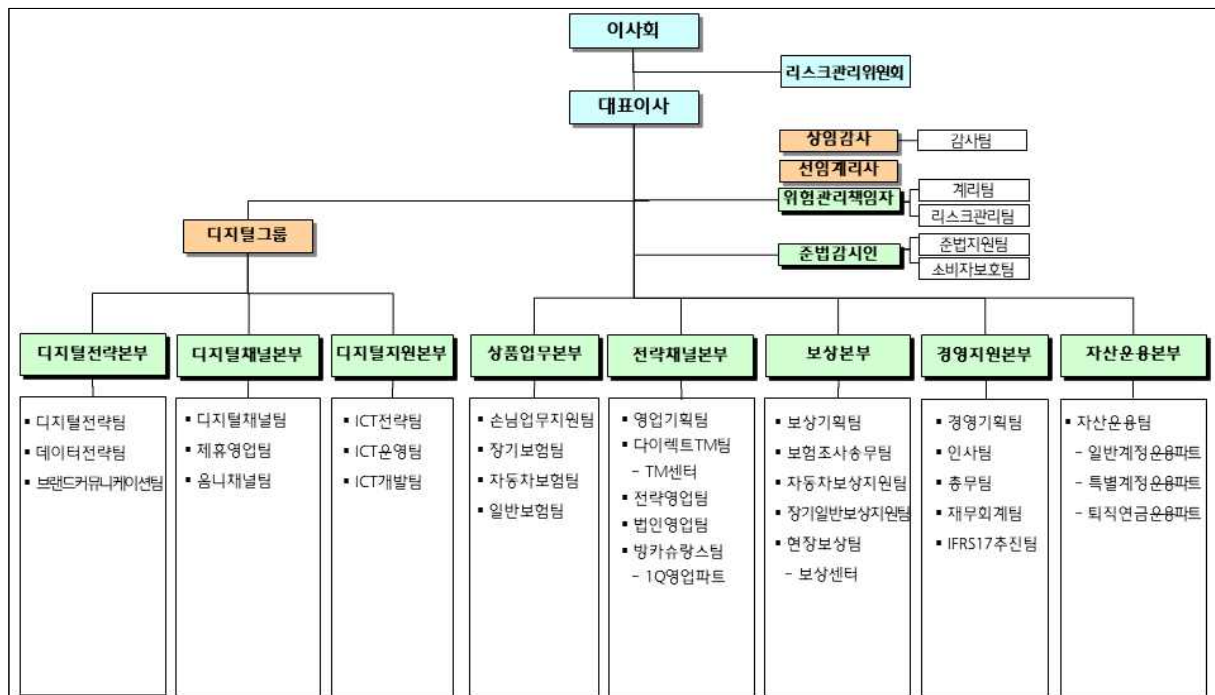 이사회
리스크관리위원회
대표이사
상임감사
감사팀
선임계리사
위험관리책임자
계리팀
리스크관리팀
디지털그룹
준법감시인
준법지원팀
소비자보호팀
디지털전략본부
▪ 디지털전략팀
▪ 데이터전략팀
▪ 브랜드커뮤니케이션팀
디지털채널본부
▪ 디지털채널팀
▪ 제휴영업팀
▪ 옴니채널팀
디지털지원본부
▪ ICT전략팀
▪ ICT운영팀
▪ ICT개발팀
상품업무본부
▪ 손님업무지원팀
▪ 장기보험팀
▪ 자동차보험팀
▪ 일반보험팀
전략채널본부
▪ 영업기획팀
▪ 다이렉트TM팀
– TM센터
▪ 전략영업팀
▪ 법인영업팀
▪ 방카슈랑스팀
– 1Q영업파트
보상본부
▪ 보상기획팀
▪ 보험조사송무팀
▪ 자동차보상지원팀
▪ 장기일반보상지원팀
▪ 현장보상팀
– 보상센터
경영지원본부
▪ 경영기획팀
▪ 인사팀
▪ 총무팀
▪ 재무회계팀
▪ IFRS17추진팀
자산운용본부
▪ 자산운용팀
– 일반계정운용파트
– 특별계정운용파트
– 퇴직연금운용파트